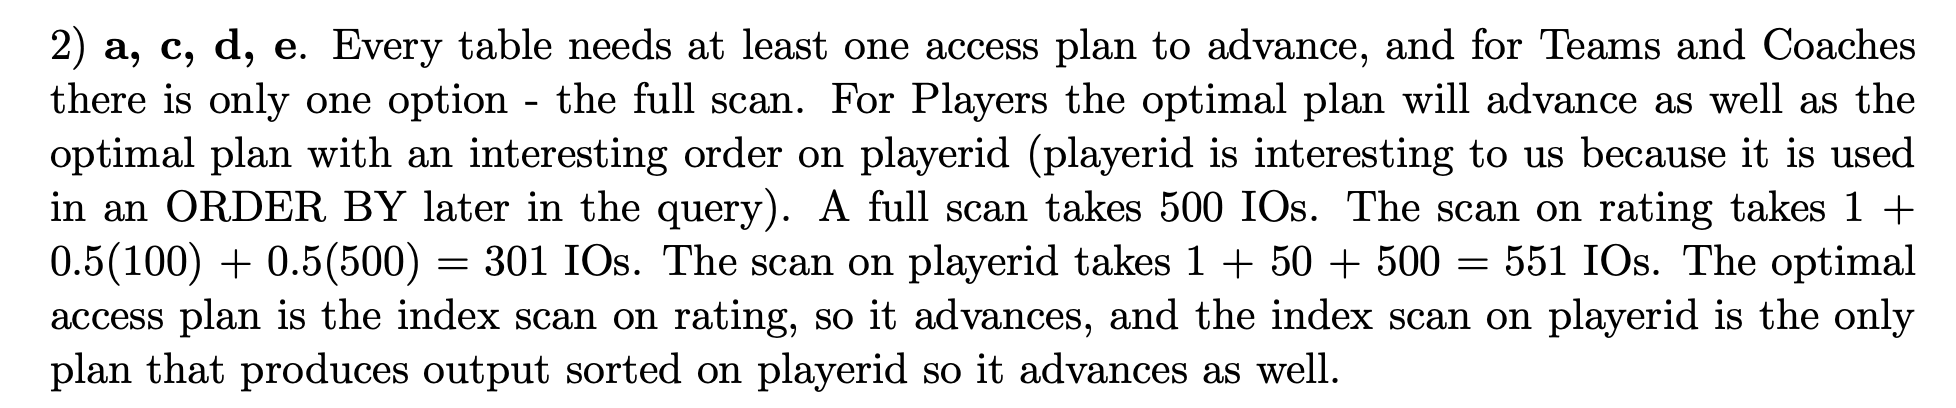 2) a, c, d, e. Every table needs at least one access plan to advance, and for Teams and Coaches
there is only one option - the full scan. For Players the optimal plan will advance as well as the
optimal plan with an interesting order on playerid (playerid is interesting to us because it is used
in an ORDER BY later in the query). A full scan takes 500 IOs. The scan on rating takes 1 +
0.5(100) + 0.5(500) = 301 IOs. The scan on playerid takes 1 + 50 + 500 = 551 IOs. The optimal
access plan is the index scan on rating, so it advances, and the index scan on playerid is the only
plan that produces output sorted on playerid so it advances as well.